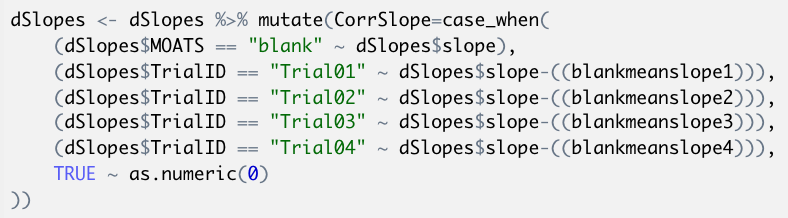 dSlopes <- dSlopes %>% mutate(CorrSlope=case_when(
    (dSlopes$MOATS == "blank" ~ dSlopes$slope),
    (dSlopes$TrialID == "Trial01" ~ dSlopes$slope-((blankmeanslope1))),
    (dSlopes$TrialID == "Trial02" ~ dSlopes$slope-((blankmeanslope2))),
    (dSlopes$TrialID == "Trial03" ~ dSlopes$slope-((blankmeanslope3))),
    (dSlopes$TrialID == "Trial04" ~ dSlopes$slope-((blankmeanslope4))),
    TRUE ~ as.numeric(0)
))